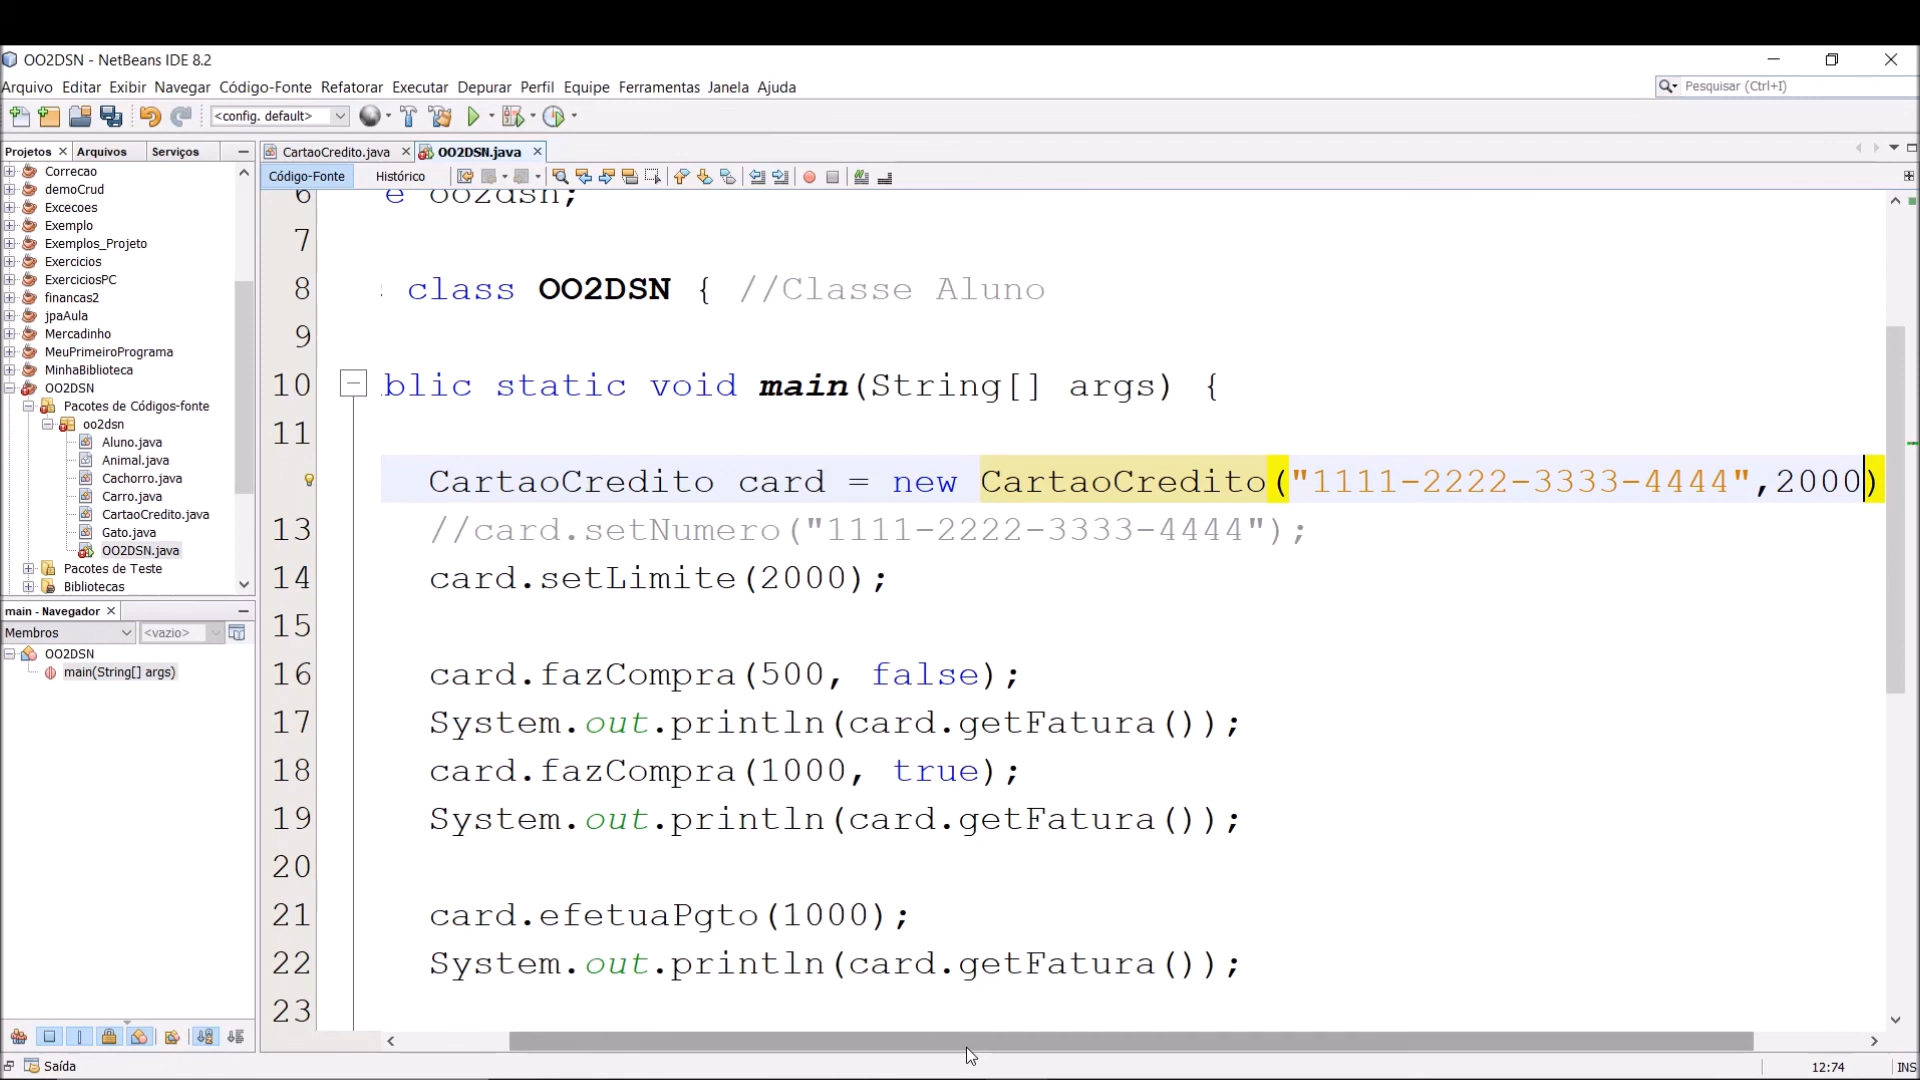 OO2DSN - NetBeans IDE 8.2
Arquivo Editar Exibir Navegar Código-Fonte Refatorar Executar Depurar Perfil Equipe Ferramentas Janela Ajuda
Pesquisar (Ctrl+I)
<config. default>
Projetos Arquivos Serviços
CartaoCredito.java OO2DSN.java
Código-Fonte Histórico
Correcao
demoCrud
Excecoes
Exemplo
Exemplos_Projeto
Exercicios
ExerciciosPC
financas2
jpaAula
Mercadinho
MeuPrimeiroPrograma
MinhaBiblioteca
OO2DSN
Pacotes de Códigos-fonte
oo2dsn
Aluno.java
Animal.java
Cachorro.java
Carro.java
CartaoCredito.java
Gato.java
OO2DSN.java
Pacotes de Teste
Bibliotecas
main - Navegador
Membros <vazio>
OO2DSN
main(String[] args)
6 e oo2dsn;
7
8 class OO2DSN { //Classe Aluno
9
10 blic static void main(String[] args) {
11
CartaoCredito card = new CartaoCredito("1111-2222-3333-4444",2000)
13 //card.setNumero("1111-2222-3333-4444");
14 card.setLimite(2000);
15
16 card.fazCompra(500, false);
17 System.out.println(card.getFatura());
18 card.fazCompra(1000, true);
19 System.out.println(card.getFatura());
20
21 card.efetuaPgto(1000);
22 System.out.println(card.getFatura());
23
Saída
12:74 INS